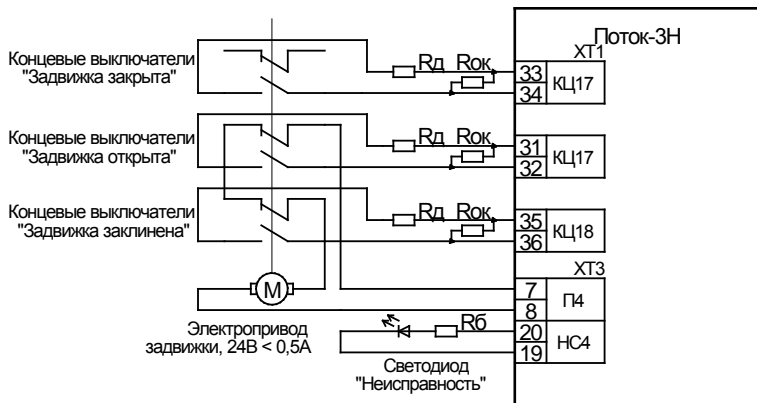 Поток-3Н
XT1
Концевые выключатели
"Задвижка закрыта"
Rд Rок
33 КЦ17
34
Концевые выключатели
"Задвижка открыта"
Rд Rок
31 КЦ17
32
Концевые выключатели
"Задвижка заклинена"
Rд Rок
35 КЦ18
36
XT3
М
7 П4
8
Электропривод
задвижки, 24В < 0,5А
Rб
20 НС4
19
Светодиод
"Неисправность"